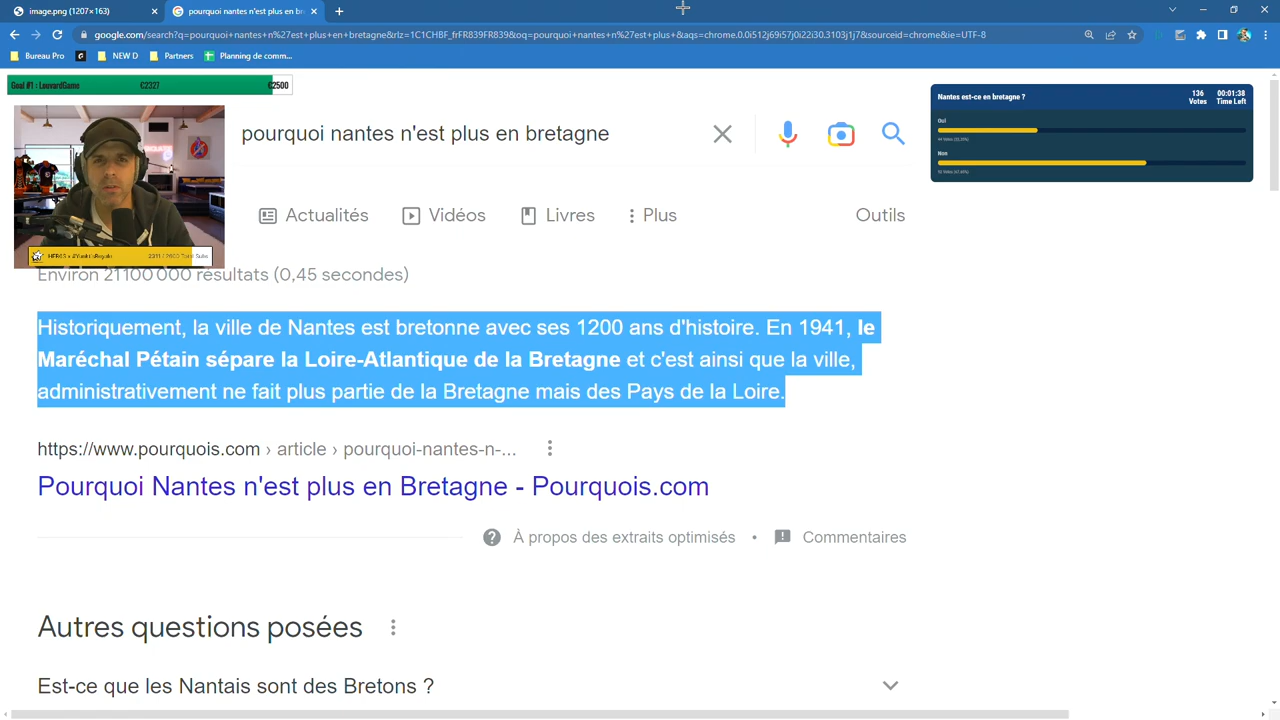 image.png (1207×163)
pourquoi nantes n'est plus en br
google.com/search?q=pourquoi+nantes+n%27est+plus+en+bretagne&rlz=1C1CHBF_frFR839FR839&oq=pourquoi+nantes+n%27est+plus+&aqs=chrome.0.0i512j69i57j0i22i30.3103j1j7&sourceid=chrome&ie=UTF-8
Bureau Pro
NEW D
Partners
Planning de comm...
Goal #1 : LouvardGame
€2327
€2500
pourquoi nantes n'est plus en bretagne
Nantes est-ce en bretagne ?
136
Votes
00:01:38
Time Left
Oui
Non
Actualités
Vidéos
Livres
Plus
Outils
Environ 21 100 000 résultats (0,45 secondes)
Historiquement, la ville de Nantes est bretonne avec ses 1200 ans d'histoire. En 1941, le
Maréchal Pétain sépare la Loire-Atlantique de la Bretagne et c'est ainsi que la ville,
administrativement ne fait plus partie de la Bretagne mais des Pays de la Loire.
https://www.pourquois.com › article › pourquoi-nantes-n-...
Pourquoi Nantes n'est plus en Bretagne - Pourquois.com
À propos des extraits optimisés
•
Commentaires
Autres questions posées
Est-ce que les Nantais sont des Bretons ?